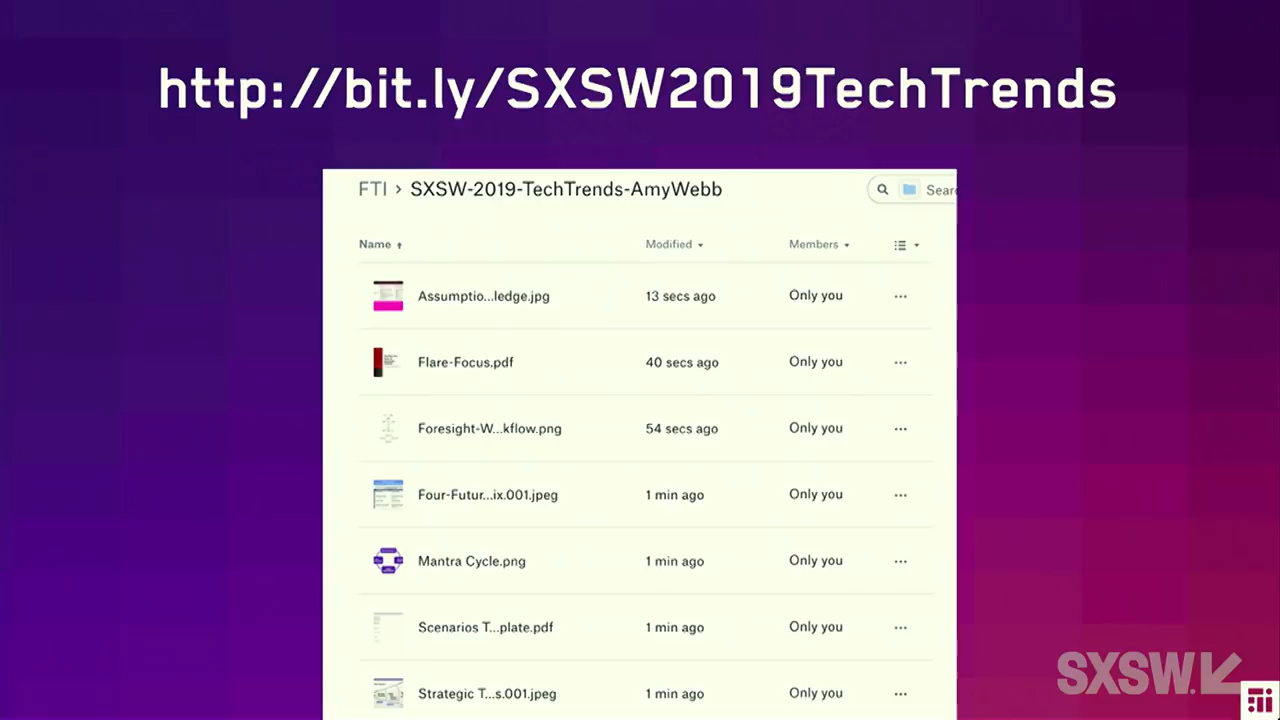 http://bit.ly/SXSW2019TechTrends
FTI > SXSW-2019-TechTrends-AmyWebb
Sear
Name Modified Members
Assumptio...ledge.jpg 13 secs ago Only you ...
Flare-Focus.pdf 40 secs ago Only you ...
Foresight-W...kflow.png 54 secs ago Only you ...
Four-Futur...ix.001.jpeg 1 min ago Only you ...
Mantra Cycle.png 1 min ago Only you ...
Scenarios T...plate.pdf 1 min ago Only you ...
Strategic T...s.001.jpeg 1 min ago Only you ...
SXSW.